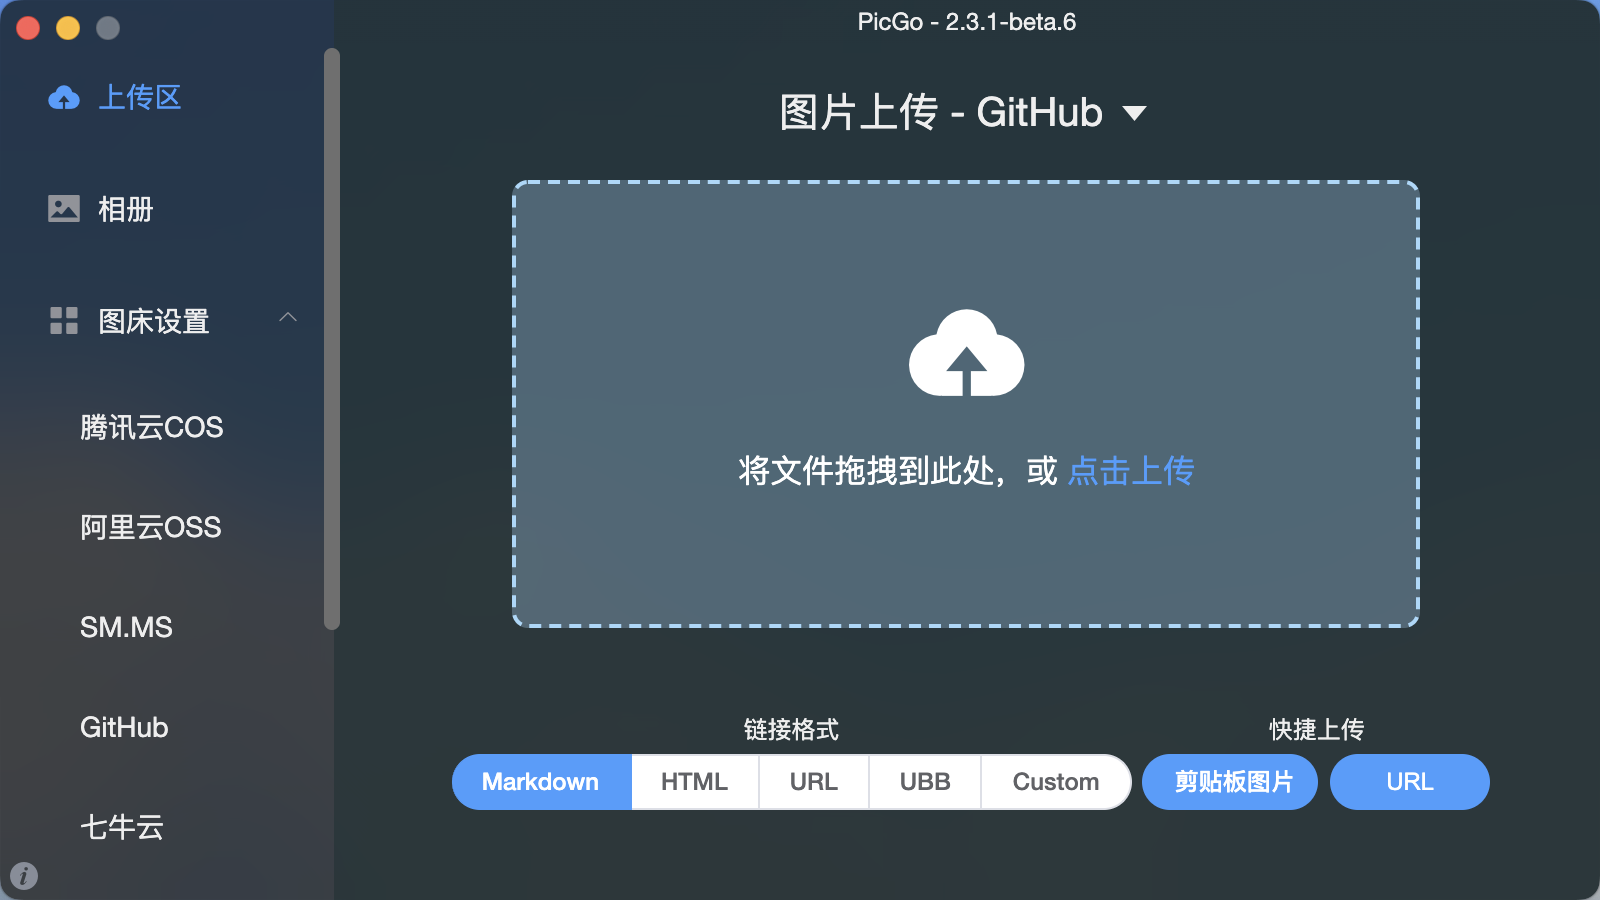 PicGo - 2.3.1-beta.6
上传区
相册
图床设置
腾讯云COS
阿里云OSS
SM.MS
GitHub
七牛云
图片上传 - GitHub
将文件拖拽到此处，或 点击上传
链接格式
Markdown
HTML
URL
UBB
Custom
快捷上传
剪贴板图片
URL